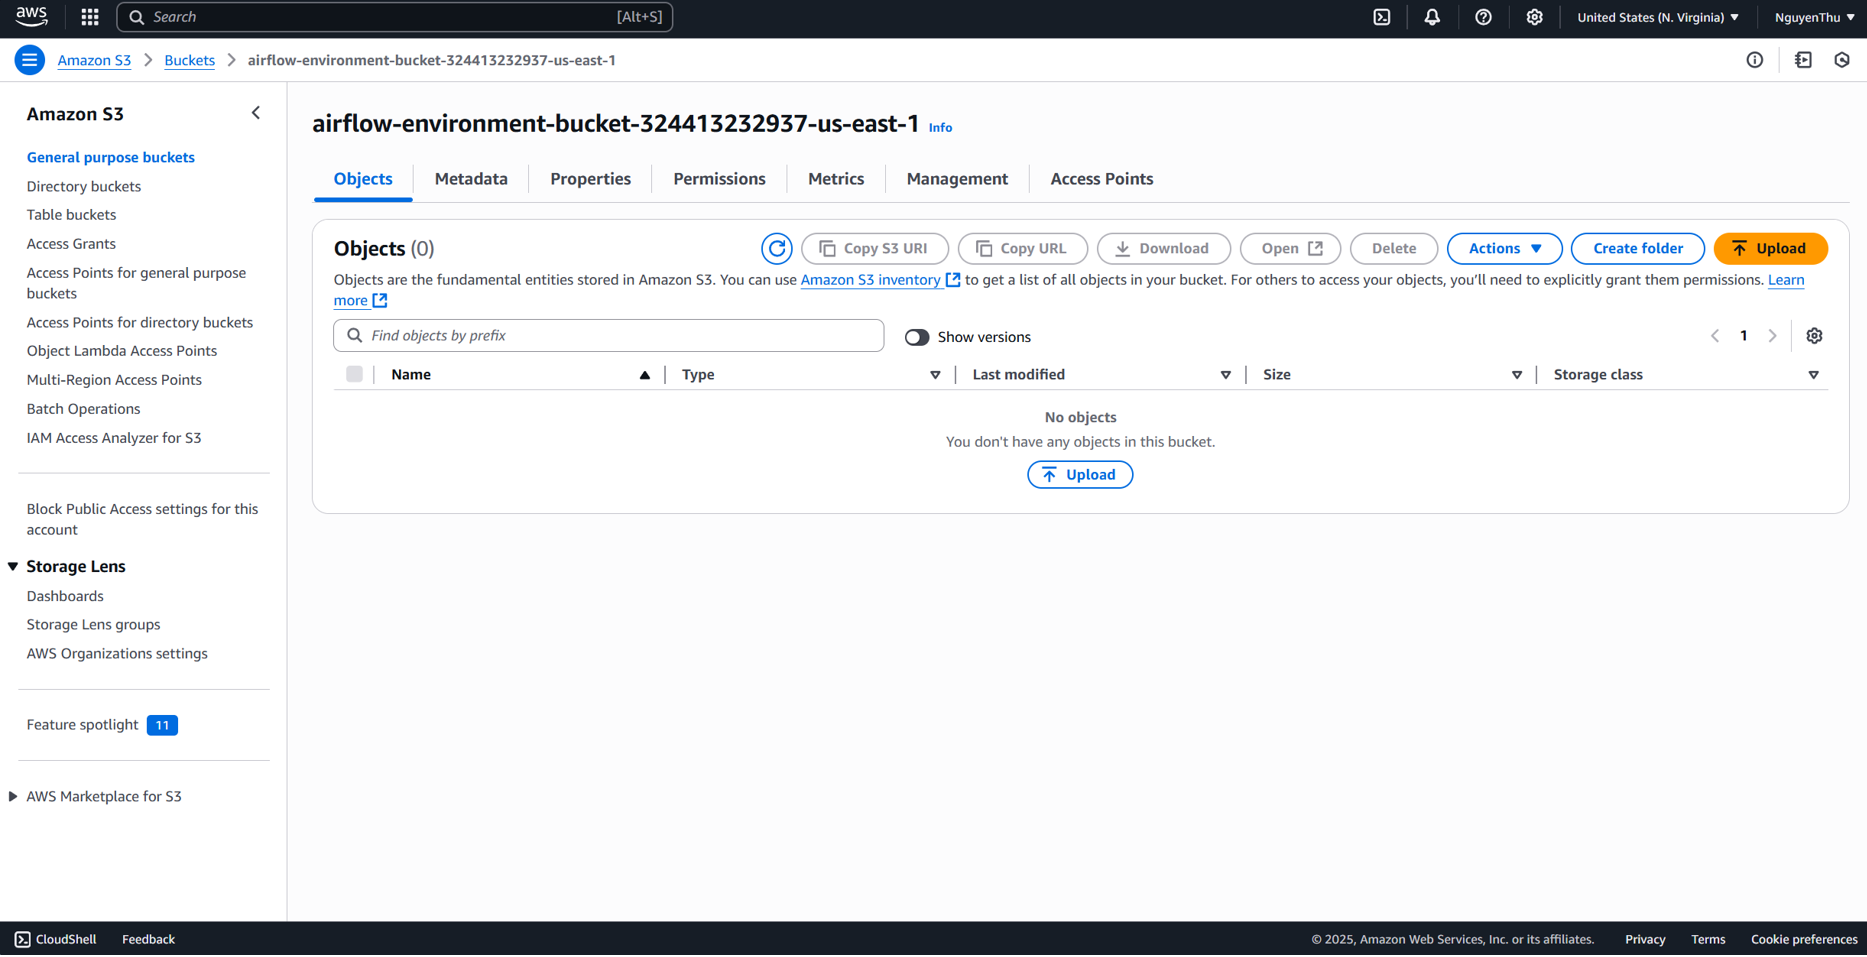 aws
Search
[Alt+S]
United States (N. Virginia)
NguyenThu
Amazon S3
Buckets
airflow-environment-bucket-324413232937-us-east-1
Amazon S3
General purpose buckets
Directory buckets
Table buckets
Access Grants
Access Points for general purpose
buckets
Access Points for directory buckets
Object Lambda Access Points
Multi-Region Access Points
Batch Operations
IAM Access Analyzer for S3
Block Public Access settings for this
account
Storage Lens
Dashboards
Storage Lens groups
AWS Organizations settings
Feature spotlight 11
AWS Marketplace for S3
airflow-environment-bucket-324413232937-us-east-1 Info
Objects
Metadata
Properties
Permissions
Metrics
Management
Access Points
Objects (0)
Copy S3 URI
Copy URL
Download
Open
Delete
Actions
Create folder
Upload
Objects are the fundamental entities stored in Amazon S3. You can use Amazon S3 inventory to get a list of all objects in your bucket. For others to access your objects, you'll need to explicitly grant them permissions. Learn
more
Find objects by prefix
Show versions
1
Name
Type
Last modified
Size
Storage class
No objects
You don't have any objects in this bucket.
Upload
CloudShell
Feedback
© 2025, Amazon Web Services, Inc. or its affiliates.
Privacy
Terms
Cookie preferences